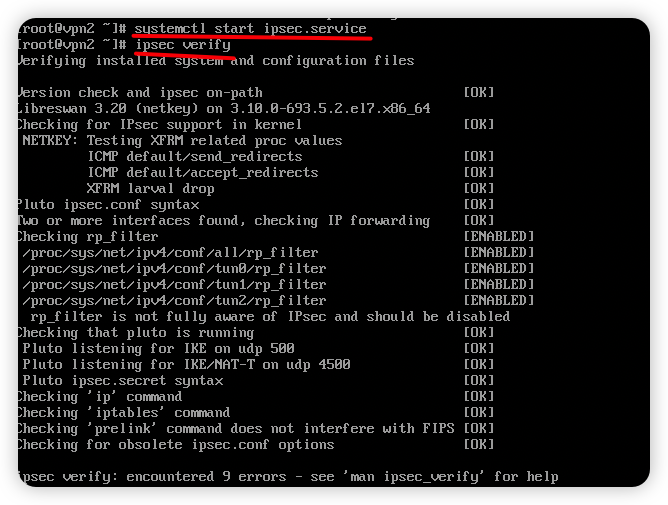 [root@vpn2 ~]# systemctl start ipsec.service
[root@vpn2 ~]# ipsec verify
Verifying installed system and configuration files
Version check and ipsec on-path [OK]
Libreswan 3.20 (netkey) on 3.10.0-693.5.2.el7.x86_64
Checking for IPsec support in kernel [OK]
NETKEY: Testing XFRM related proc values
ICMP default/send_redirects [OK]
ICMP default/accept_redirects [OK]
XFRM larval drop [OK]
Pluto ipsec.conf syntax [OK]
Two or more interfaces found, checking IP forwarding [OK]
Checking rp_filter [ENABLED]
/proc/sys/net/ipv4/conf/all/rp_filter [ENABLED]
/proc/sys/net/ipv4/conf/tun0/rp_filter [ENABLED]
/proc/sys/net/ipv4/conf/tun1/rp_filter [ENABLED]
/proc/sys/net/ipv4/conf/tun2/rp_filter [ENABLED]
rp_filter is not fully aware of IPsec and should be disabled
Checking that pluto is running [OK]
Pluto listening for IKE on udp 500 [OK]
Pluto listening for IKE/NAT-T on udp 4500 [OK]
Pluto ipsec.secret syntax [OK]
Checking 'ip' command [OK]
Checking 'iptables' command [OK]
Checking 'prelink' command does not interfere with FIPS [OK]
Checking for obsolete ipsec.conf options [OK]
ipsec verify: encountered 9 errors - see 'man ipsec_verify' for help